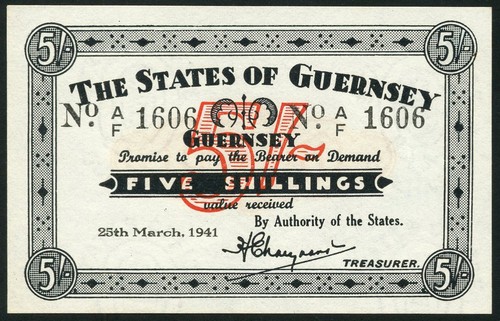 5/- 5/-
THE STATES OF GUERNSEY
No. A/F 1606 No. A/F 1606
5/-
GUERNSEY
Promise to pay the Bearer on Demand
FIVE SHILLINGS
value received
By Authority of the States.
25th March, 1941
TREASURER.
5/- 5/-